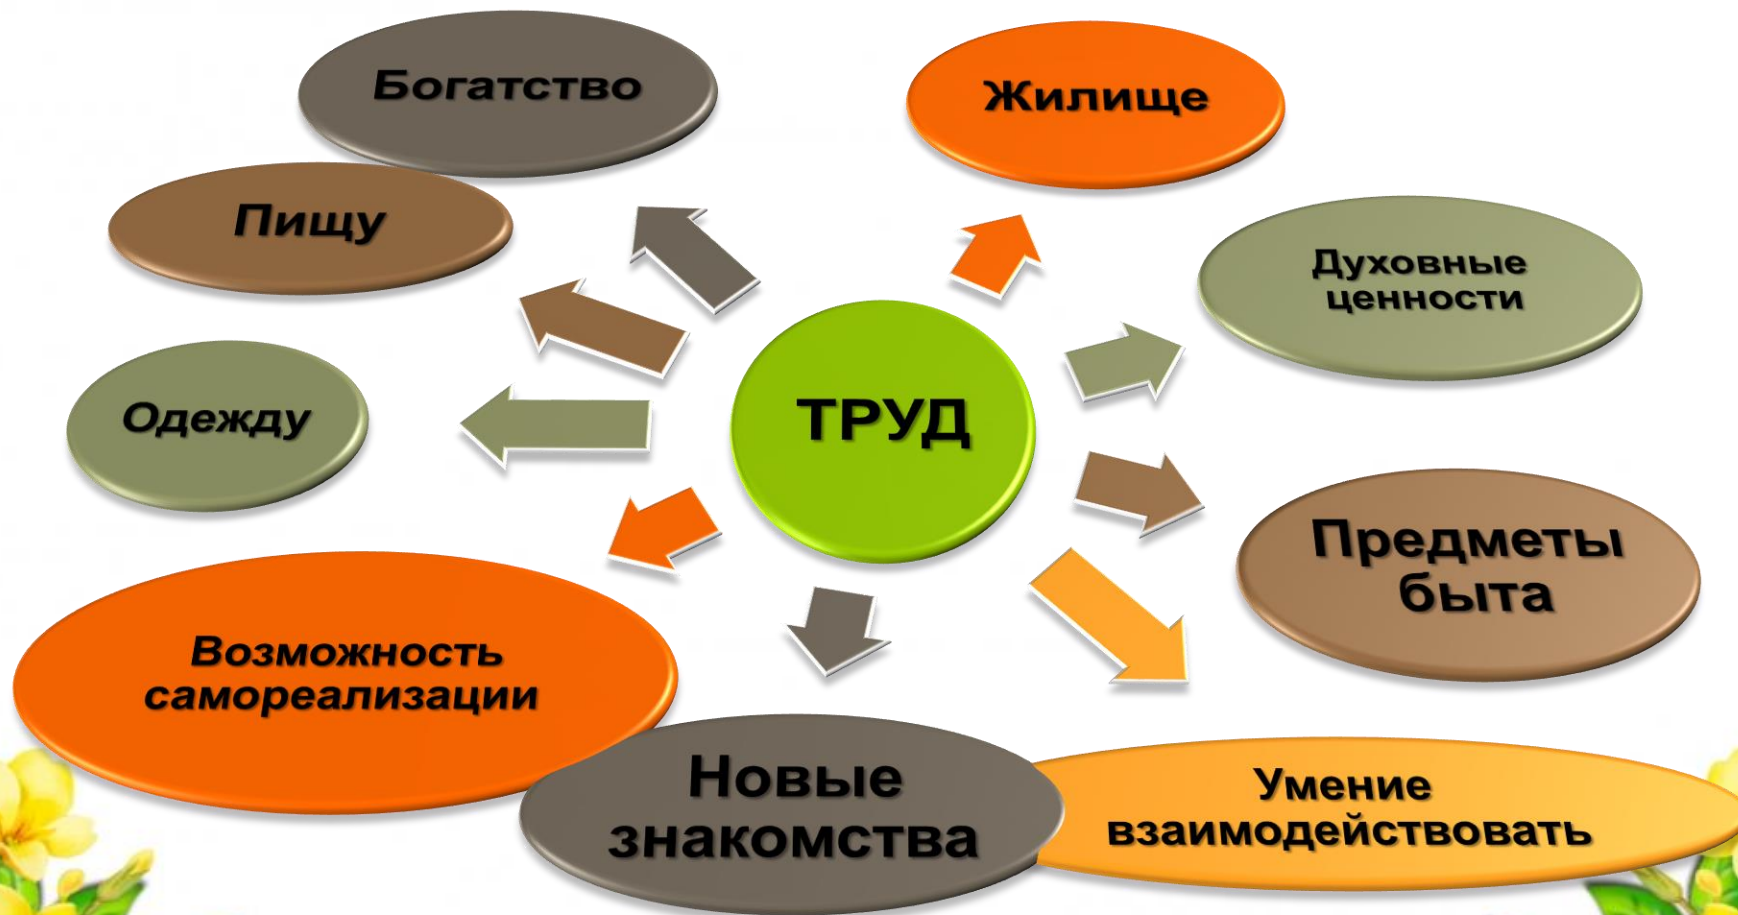 Богатство
Жилище
Пищу
Духовные
ценности
Одежду
ТРУД
Предметы
быта
Возможность
самореализации
Новые
знакомства
Умение
взаимодействовать